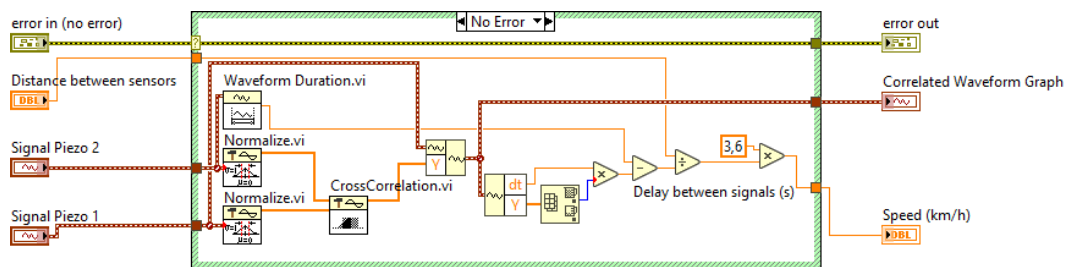 No Error
error in (no error)
error out
?
Distance between sensors
DBL
Waveform Duration.vi
Correlated Waveform Graph
Signal Piezo 2
Normalize.vi
3,6
Y
CrossCorrelation.vi
dt
Y
Delay between signals (s)
Normalize.vi
Signal Piezo 1
Speed (km/h)
DBL